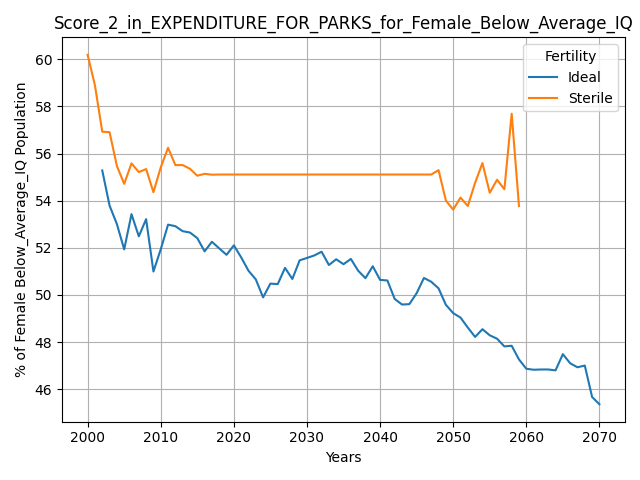 Score_2_in_EXPENDITURE_FOR_PARKS_for_Female_Below_Average_IQ
Fertility
Ideal
Sterile
% of Female Below_Average_IQ Population
60
58
56
54
52
50
48
46
2000 2010 2020 2030 2040 2050 2060 2070
Years